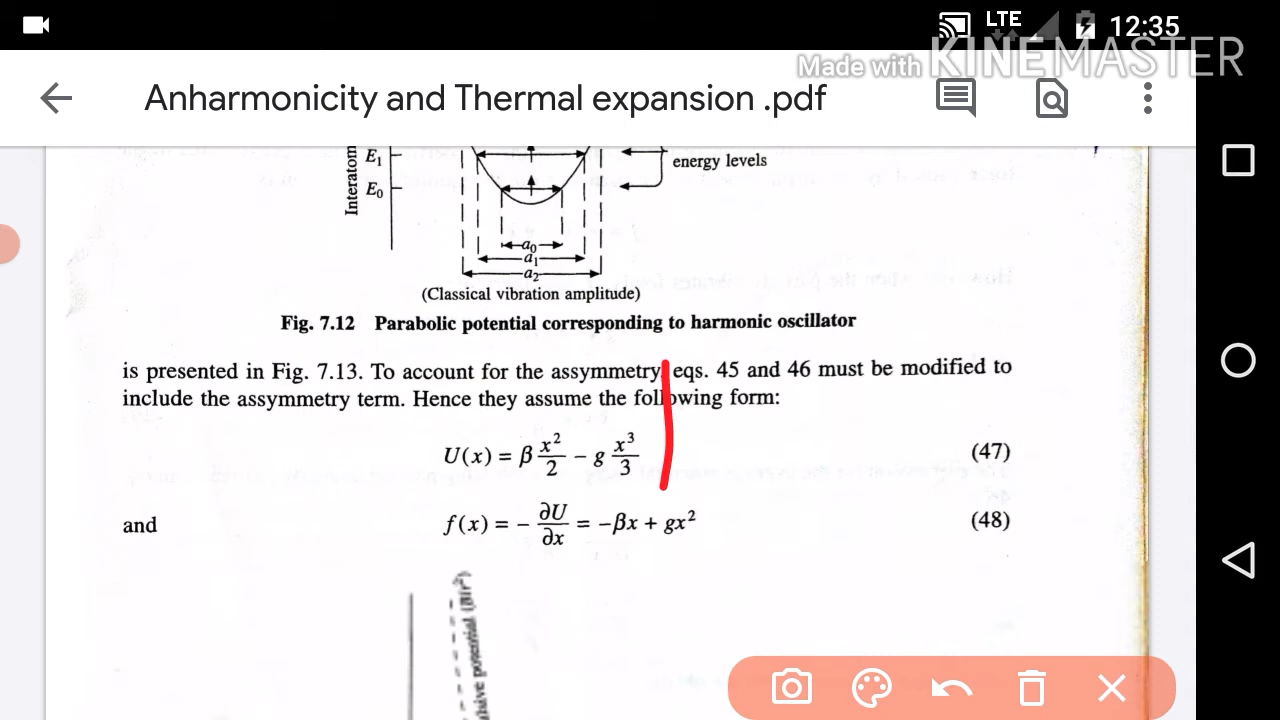 LTE 12:35
Made with KINEMASTER
Anharmonicity and Thermal expansion .pdf
E₁
energy levels
E₀
a₀
a₁
a₂
(Classical vibration amplitude)
Fig. 7.12 Parabolic potential corresponding to harmonic oscillator
is presented in Fig. 7.13. To account for the assymmetry, eqs. 45 and 46 must be modified to
include the assymmetry term. Hence they assume the following form:
U(x) = β x²/2 − g x³/3 (47)
and f(x) = − ∂U/∂x = −βx + gx² (48)